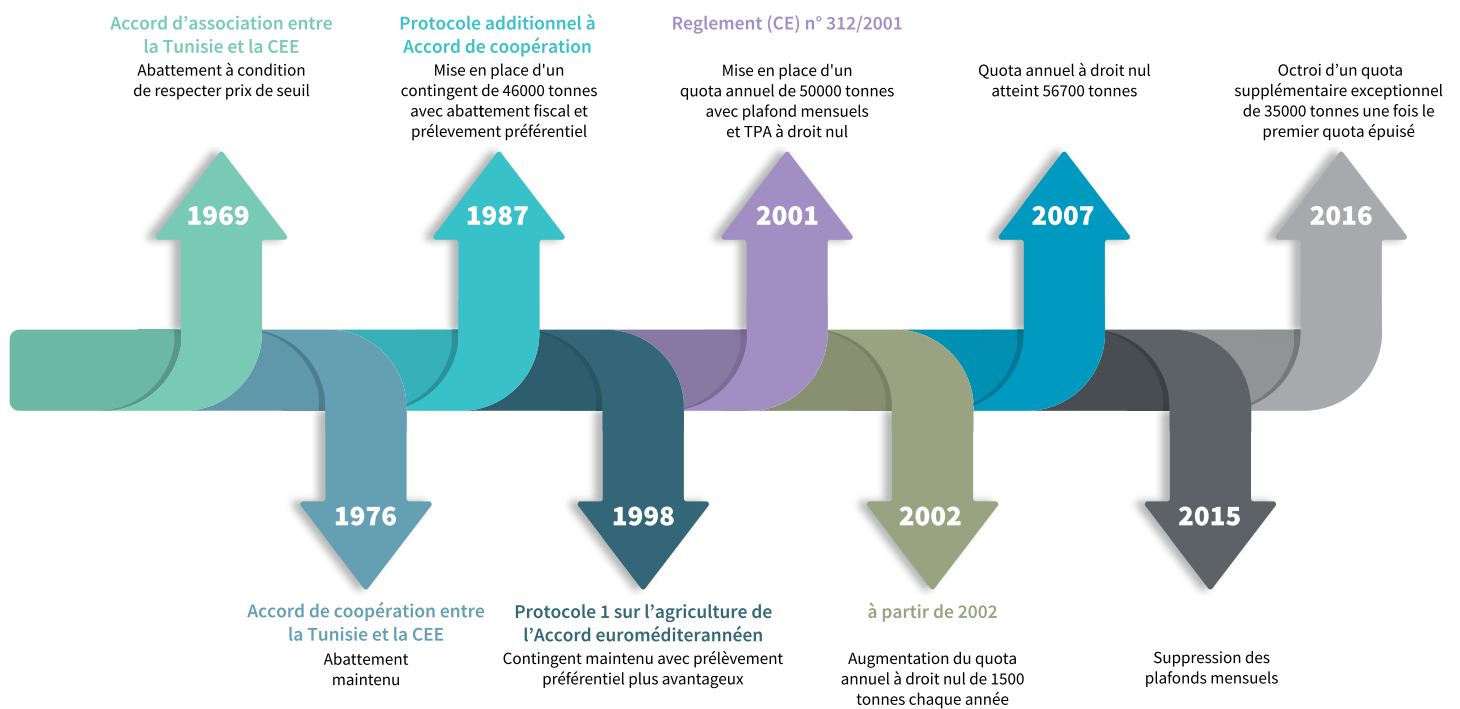 Accord d’association entre
la Tunisie et la CEE
Abattement à condition
de respecter prix de seuil
1969
Accord de coopération entre
la Tunisie et la CEE
Abattement
maintenu
1976
Protocole additionnel à
Accord de coopération
Mise en place d'un
contingent de 46000 tonnes
avec abattement fiscal et
prélevement préférentiel
1987
Protocole 1 sur l’agriculture de
l’Accord euroméditerannéen
Contingent maintenu avec prélèvement
préférentiel plus avantageux
1998
Reglement (CE) n° 312/2001
Mise en place d'un
quota annuel de 50000 tonnes
avec plafond mensuels
et TPA à droit nul
2001
à partir de 2002
Augmentation du quota
annuel à droit nul de 1500
tonnes chaque année
2002
Quota annuel à droit nul
atteint 56700 tonnes
2007
Suppression des
plafonds mensuels
2015
Octroi d’un quota
supplémentaire exceptionnel
de 35000 tonnes une fois le
premier quota épuisé
2016